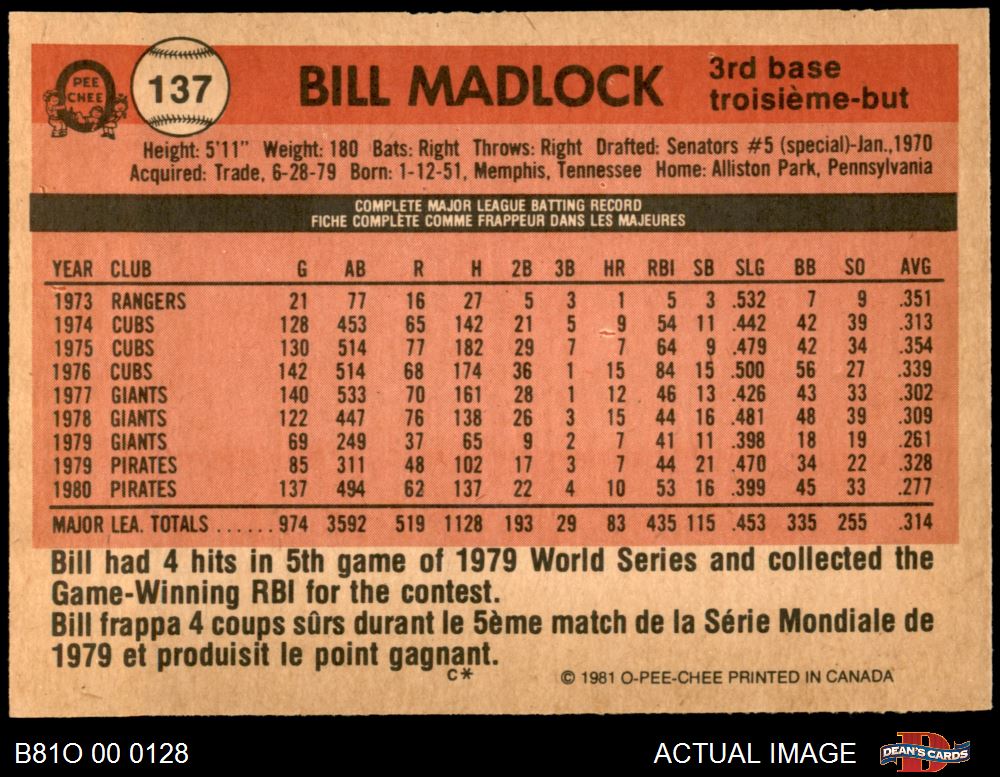 PEE
CHEE
137
BILL MADLOCK
3rd base
troisième-but
Height: 5'11" Weight: 180 Bats: Right Throws: Right Drafted: Senators #5 (special)-Jan.,1970
Acquired: Trade, 6-28-79 Born: 1-12-51, Memphis, Tennessee Home: Alliston Park, Pennsylvania
COMPLETE MAJOR LEAGUE BATTING RECORD
FICHE COMPLÈTE COMME FRAPPEUR DANS LES MAJEURES
YEAR CLUB G AB R H 2B 3B HR RBI SB SLG BB SO AVG
1973 RANGERS 21 77 16 27 5 3 1 5 3 .532 7 9 .351
1974 CUBS 128 453 65 142 21 5 9 54 11 .442 42 39 .313
1975 CUBS 130 514 77 182 29 7 7 64 9 .479 42 34 .354
1976 CUBS 142 514 68 174 36 1 15 84 15 .500 56 27 .339
1977 GIANTS 140 533 70 161 28 1 12 46 13 .426 43 33 .302
1978 GIANTS 122 447 76 138 26 3 15 44 16 .481 48 39 .309
1979 GIANTS 69 249 37 65 9 2 7 41 11 .398 18 19 .261
1979 PIRATES 85 311 48 102 17 3 7 44 21 .470 34 22 .328
1980 PIRATES 137 494 62 137 22 4 10 53 16 .399 45 33 .277
MAJOR LEA. TOTALS ...... 974 3592 519 1128 193 29 83 435 115 .453 335 255 .314
Bill had 4 hits in 5th game of 1979 World Series and collected the
Game-Winning RBI for the contest.
Bill frappa 4 coups sûrs durant le 5ème match de la Série Mondiale de
1979 et produisit le point gagnant.
C*
© 1981 O-PEE-CHEE PRINTED IN CANADA
B81O 00 0128
ACTUAL IMAGE
DEAN'S CARDS